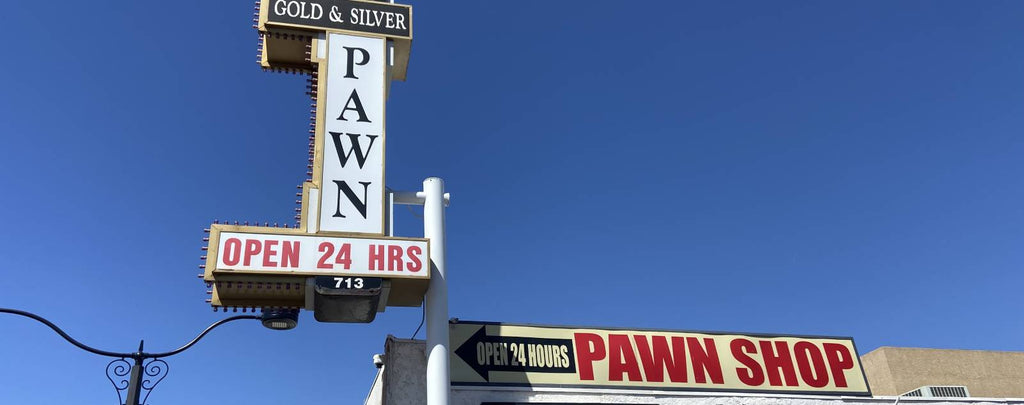 GOLD & SILVER
PAWN
OPEN 24 HRS
713
OPEN 24 HOURS
PAWN SHOP